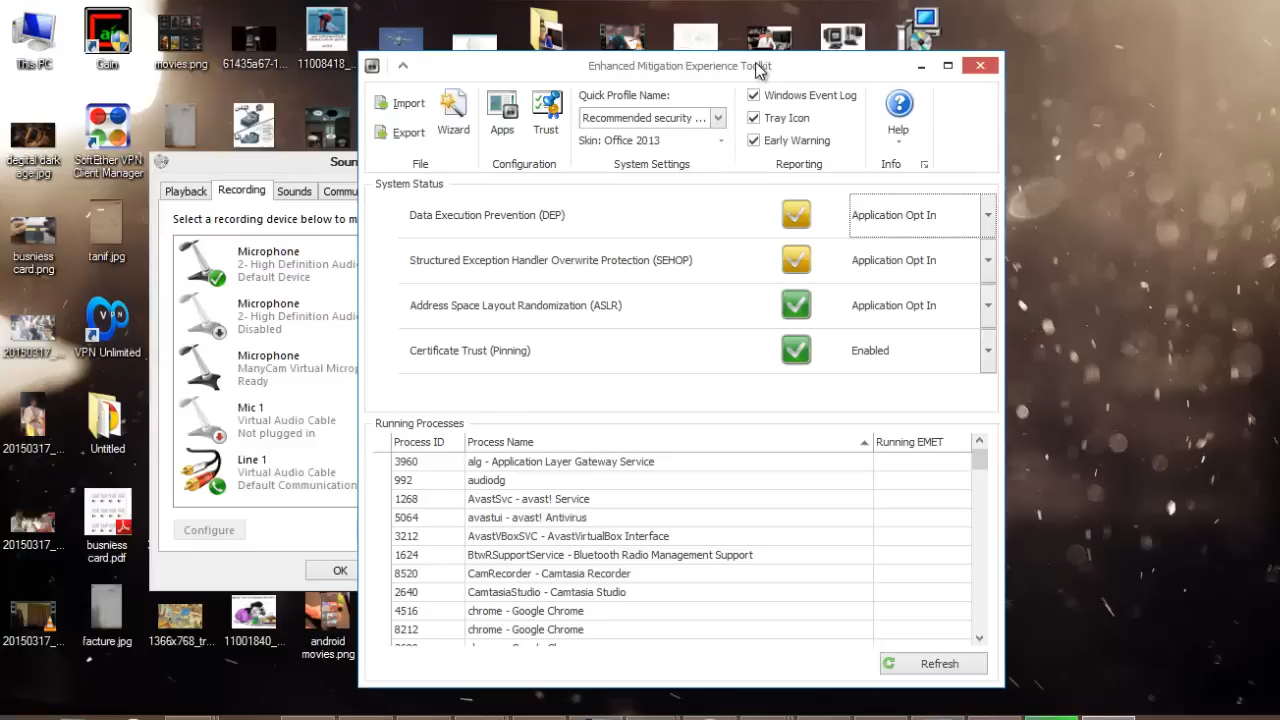 This PC
Gain
movies.png
61435a67-1...
11008418_...
degital dark
age.jpg
SoftEther VPN
Client Manager
busniess
card.png
tanif.jpg
20150317_...
VPN Unlimited
20150317_...
Untitled
20150317_...
busniess
card.pdf
20150317_...
facture.jpg
1366x768_tr...
11001840_...
android
movies.png
Soun
Playback
Recording
Sounds
Commu
Select a recording device below to m
Microphone
2- High Definition Audio
Default Device
Microphone
2- High Definition Audio
Disabled
Microphone
ManyCam Virtual Microp
Ready
Mic 1
Virtual Audio Cable
Not plugged in
Line 1
Virtual Audio Cable
Default Communication
Configure
OK
Enhanced Mitigation Experience Toolkit
Import
Export
Wizard
File
Apps
Trust
Configuration
Quick Profile Name:
Recommended security ...
Skin: Office 2013
System Settings
Windows Event Log
Tray Icon
Early Warning
Reporting
Help
Info
System Status
Data Execution Prevention (DEP)
Application Opt In
Structured Exception Handler Overwrite Protection (SEHOP)
Application Opt In
Address Space Layout Randomization (ASLR)
Application Opt In
Certificate Trust (Pinning)
Enabled
Running Processes
Process ID Process Name Running EMET
3960 alg - Application Layer Gateway Service
992 audiodg
1268 AvastSvc - avast! Service
5064 avastui - avast! Antivirus
3212 AvastVBoxSVC - AvastVirtualBox Interface
1624 BtwRSupportService - Bluetooth Radio Management Support
8520 CamRecorder - Camtasia Recorder
2640 CamtasiaStudio - Camtasia Studio
4516 chrome - Google Chrome
8212 chrome - Google Chrome
Refresh